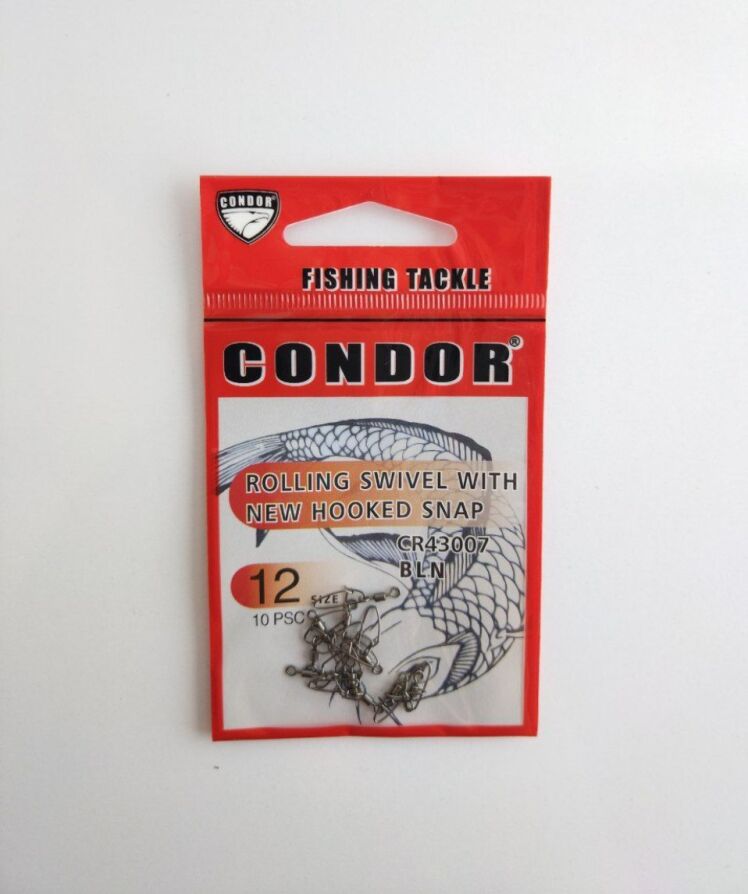 CONDOR®
FISHING TACKLE
CONDOR®
ROLLING SWIVEL WITH
NEW HOOKED SNAP
CR43007
BLN
12 SIZE
10 PSC